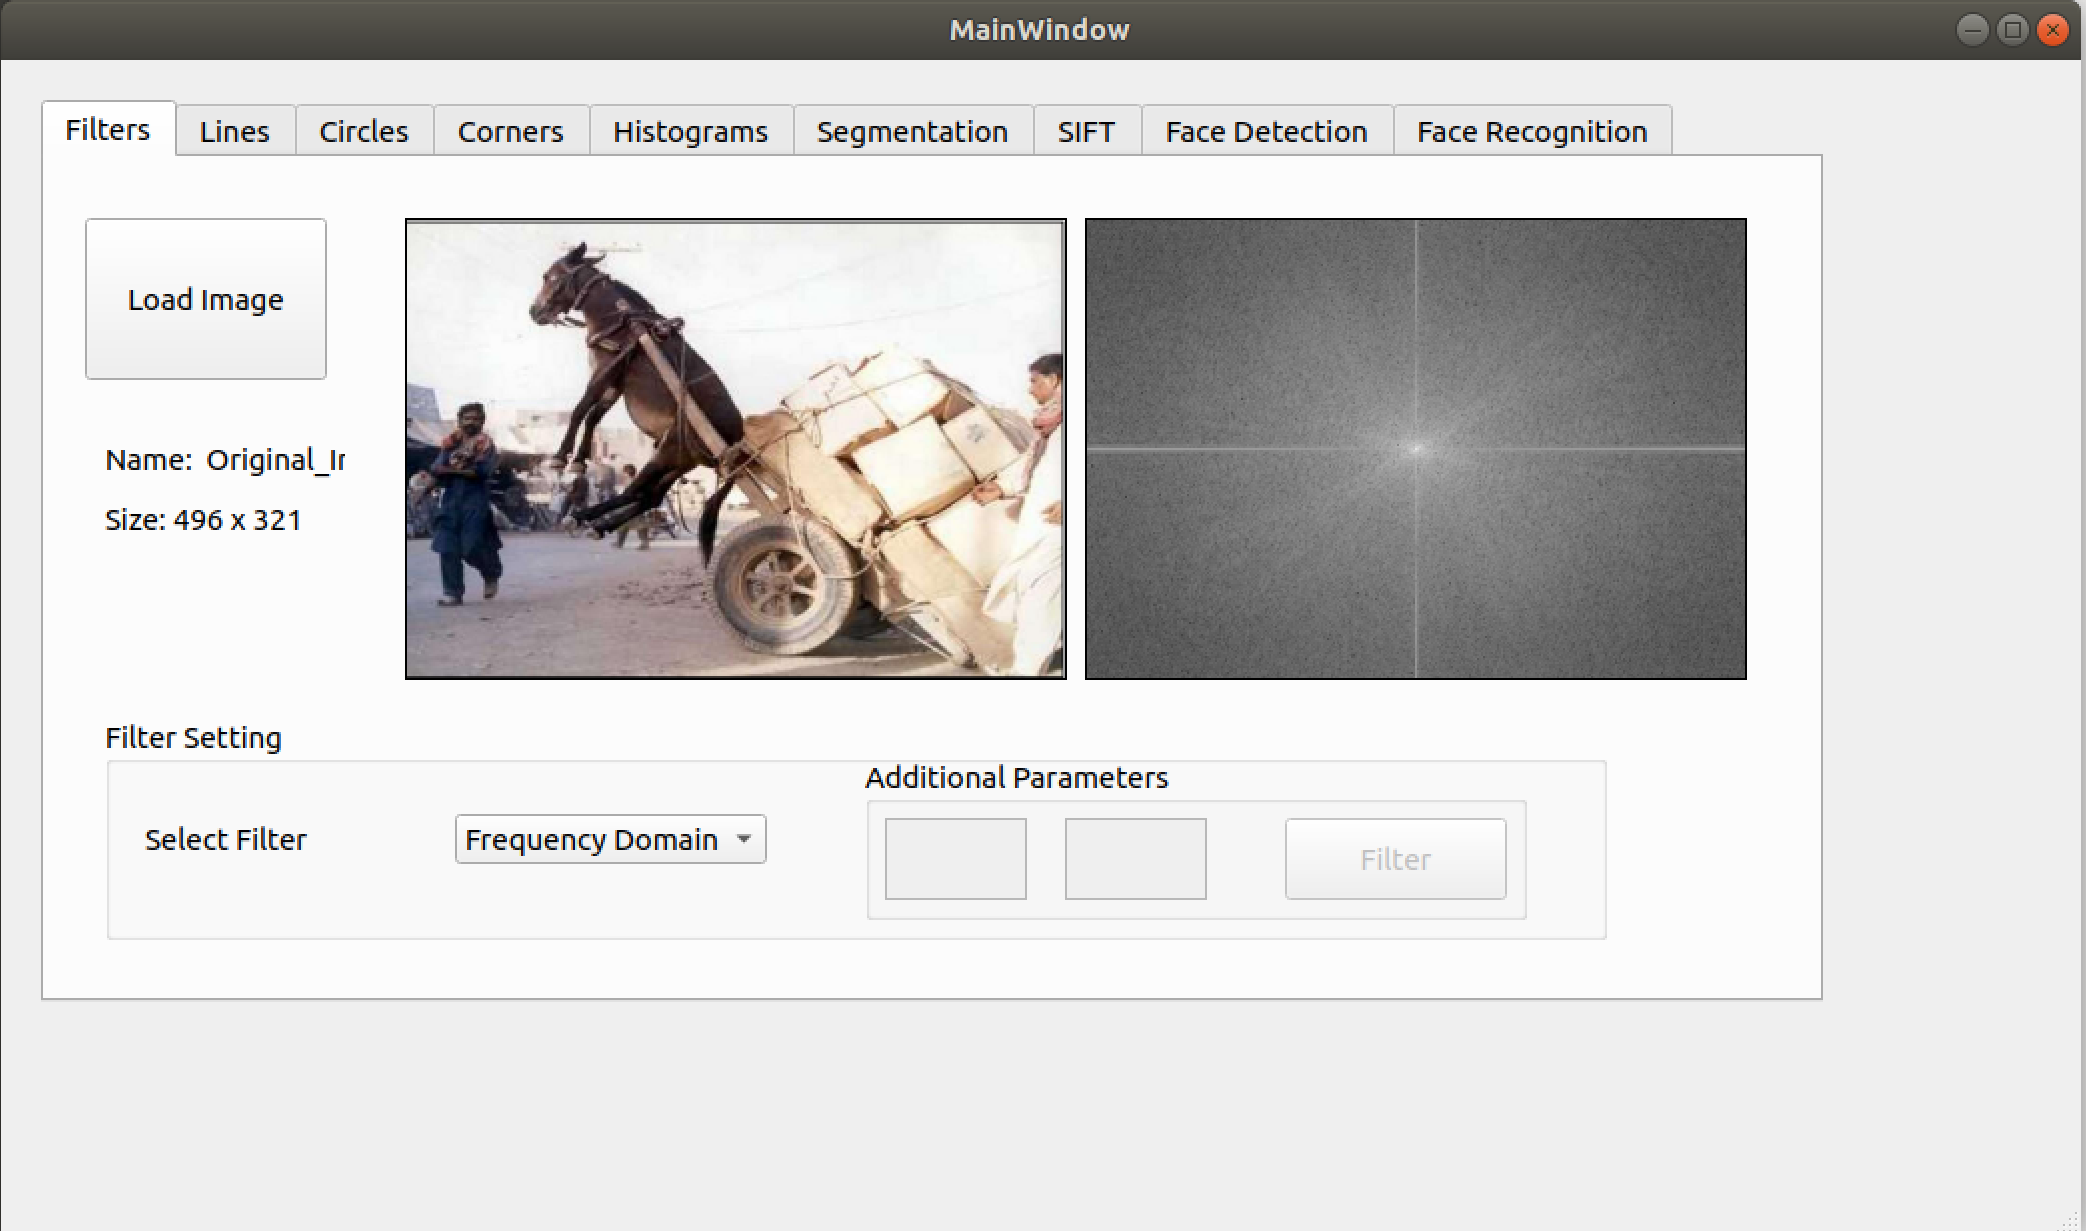 MainWindow
Filters Lines Circles Corners Histograms Segmentation SIFT Face Detection Face Recognition
Load Image
Name: Original_
Size: 496 x 321
Filter Setting
Additional Parameters
Select Filter Frequency Domain Filter